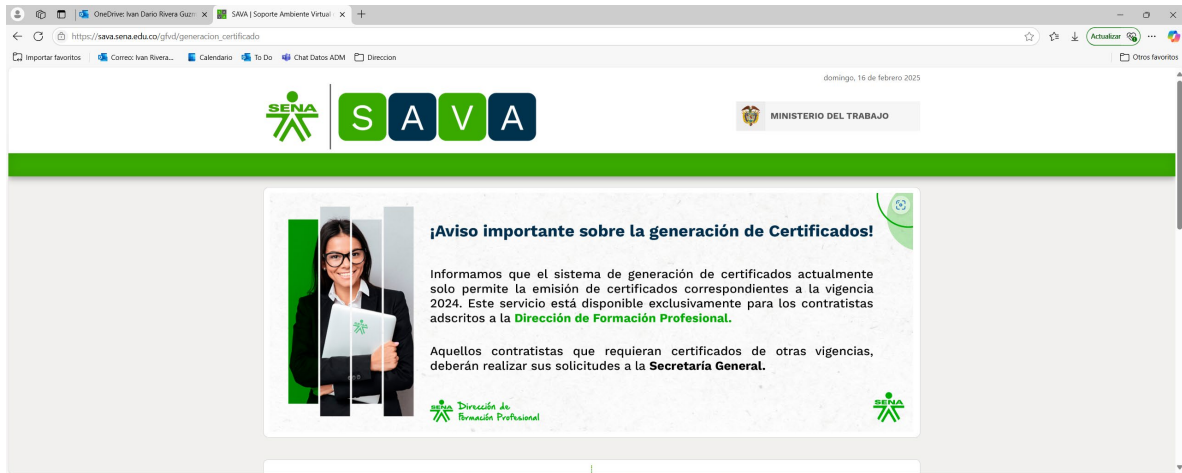 OneDrive: Ivan Dario Rivera Guzm
SAVA | Soporte Ambiente Virtual
https://sava.sena.edu.co/gfvd/generacion_certificado
Actualizar
Importar favoritos
Correo: Ivan Rivera...
Calendario
To Do
Chat Datos ADM
Direccion
Otros favoritos
domingo, 16 de febrero 2025
SENA
SAVA
MINISTERIO DEL TRABAJO
¡Aviso importante sobre la generación de Certificados!
Informamos que el sistema de generación de certificados actualmente
solo permite la emisión de certificados correspondientes a la vigencia
2024. Este servicio está disponible exclusivamente para los contratistas
adscritos a la Dirección de Formación Profesional.
Aquellos contratistas que requieran certificados de otras vigencias,
deberán realizar sus solicitudes a la Secretaría General.
SENA
Dirección de
Formación Profesional
SENA